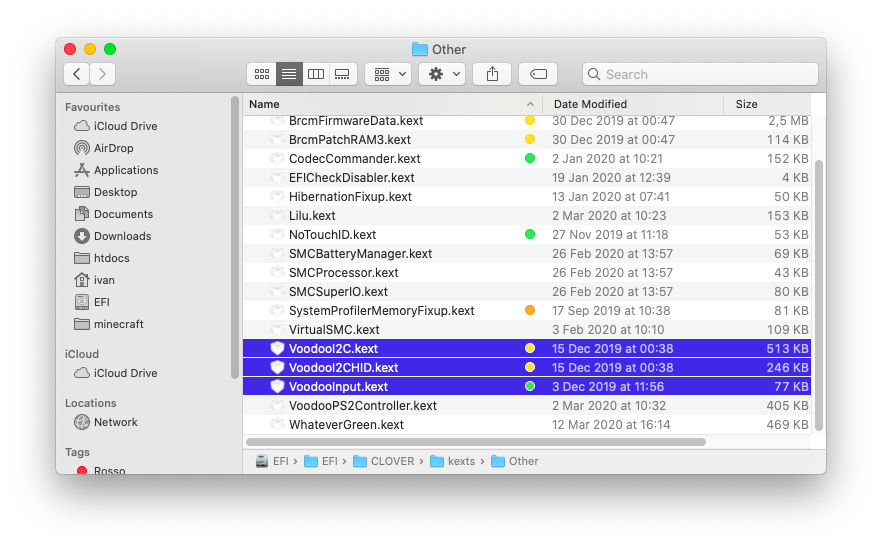 Other
Search
Favourites
iCloud Drive
AirDrop
Applications
Desktop
Documents
Downloads
htdocs
ivan
EFI
minecraft
iCloud
iCloud Drive
Locations
Network
Tags
Rosso
Name Date Modified Size
BrcmFirmwareData.kext 30 Dec 2019 at 00:47 2,5 MB
BrcmPatchRAM3.kext 30 Dec 2019 at 00:47 114 KB
CodecCommander.kext 2 Jan 2020 at 10:21 152 KB
EFICheckDisabler.kext 19 Jan 2020 at 12:39 4 KB
HibernationFixup.kext 13 Jan 2020 at 07:41 50 KB
Lilu.kext 2 Mar 2020 at 10:23 153 KB
NoTouchID.kext 27 Nov 2019 at 11:18 53 KB
SMCBatteryManager.kext 26 Feb 2020 at 13:57 69 KB
SMCProcessor.kext 26 Feb 2020 at 13:57 43 KB
SMCSuperIO.kext 26 Feb 2020 at 13:57 80 KB
SystemProfilerMemoryFixup.kext 17 Sep 2019 at 10:38 81 KB
VirtualSMC.kext 3 Feb 2020 at 10:10 109 KB
VoodooI2C.kext 15 Dec 2019 at 00:38 513 KB
VoodooI2CHID.kext 15 Dec 2019 at 00:38 246 KB
VoodooInput.kext 3 Dec 2019 at 11:56 77 KB
VoodooPS2Controller.kext 2 Mar 2020 at 10:32 405 KB
WhateverGreen.kext 12 Mar 2020 at 16:14 469 KB
EFI › EFI › CLOVER › kexts › Other